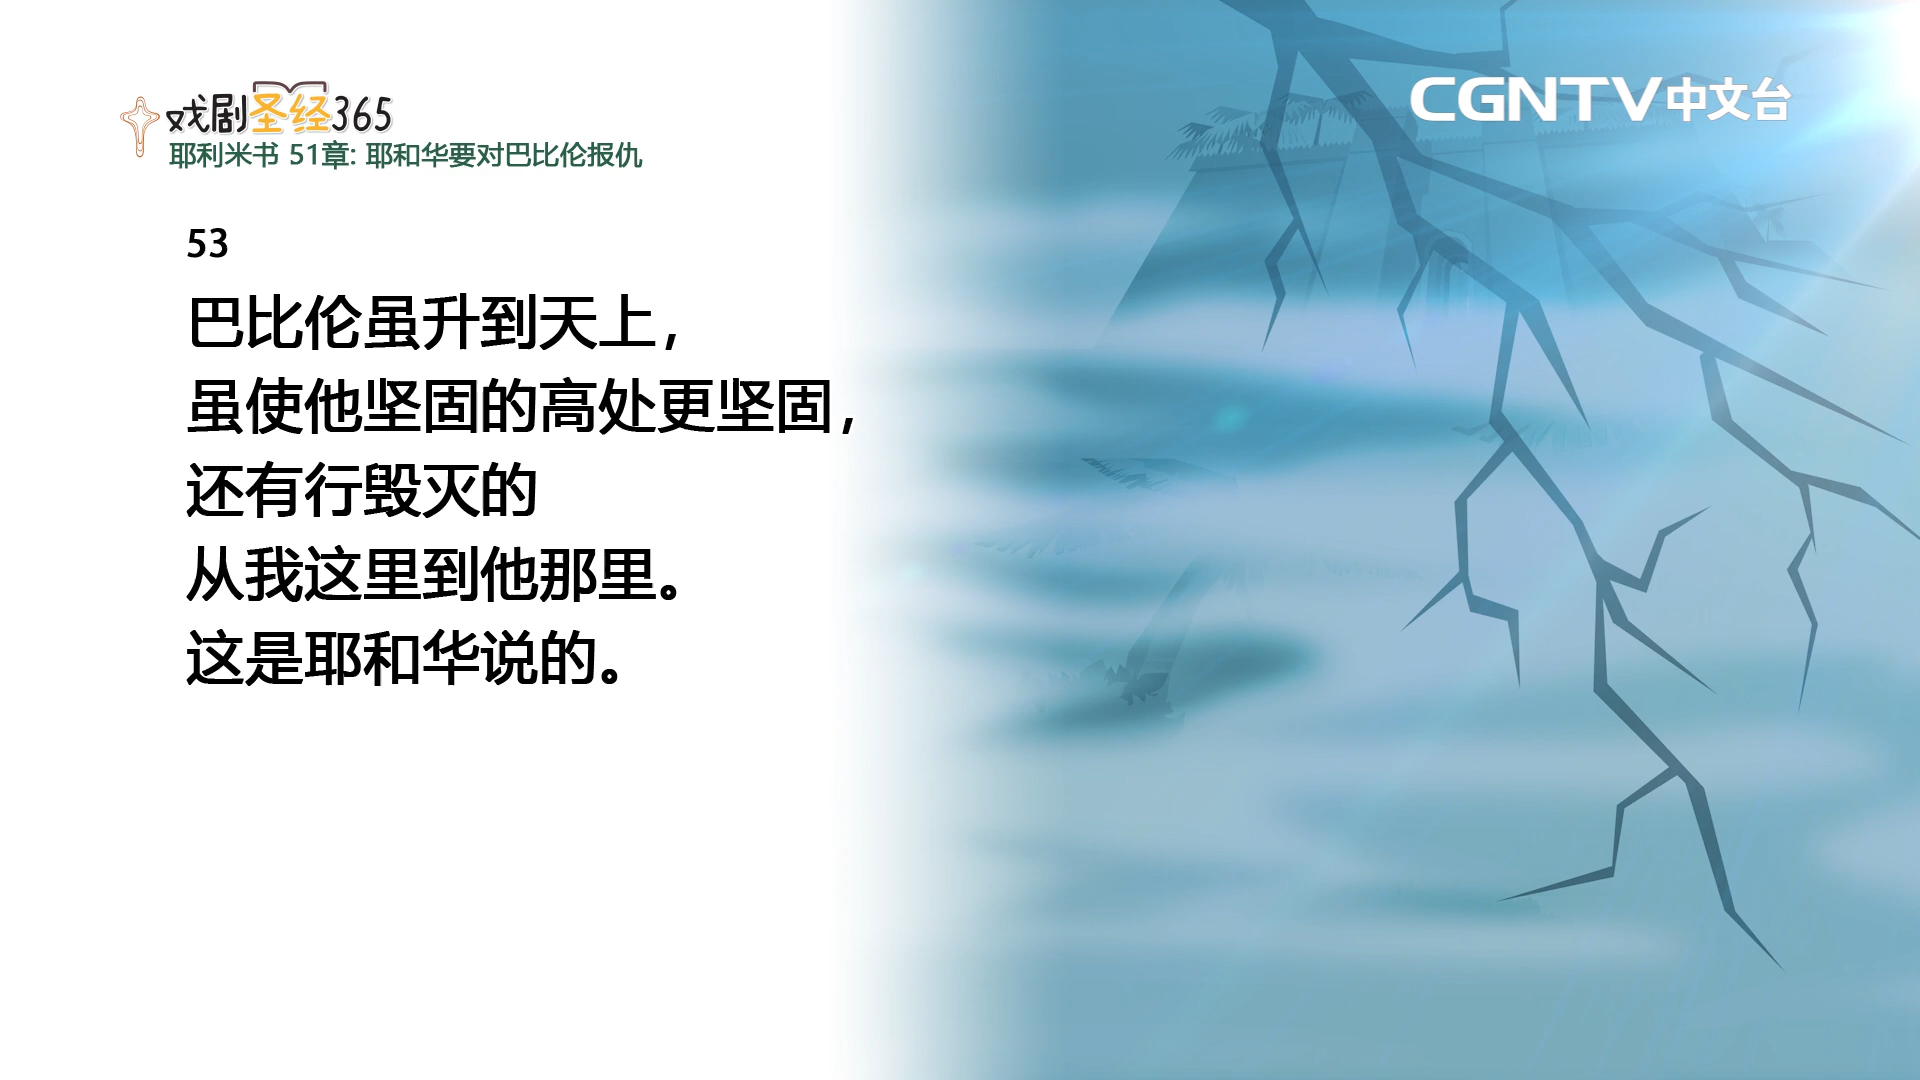 戏剧圣经365
CGNTV中文台
耶利米书 51章: 耶和华要对巴比伦报仇
53
巴比伦虽升到天上，
虽使他坚固的高处更坚固，
还有行毁灭的
从我这里到他那里。
这是耶和华说的。